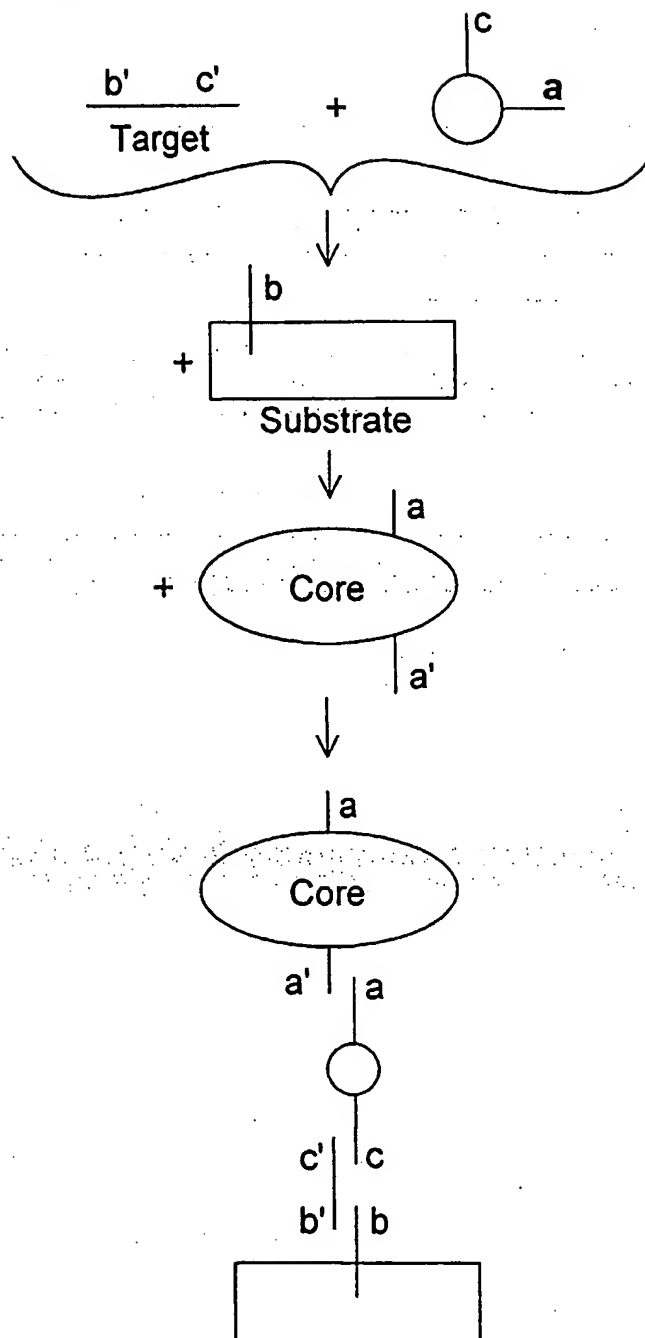 c
b' c' + a
Target
b
+
Substrate
a
+ Core
a'
a
Core
a' a
c' c
b' b